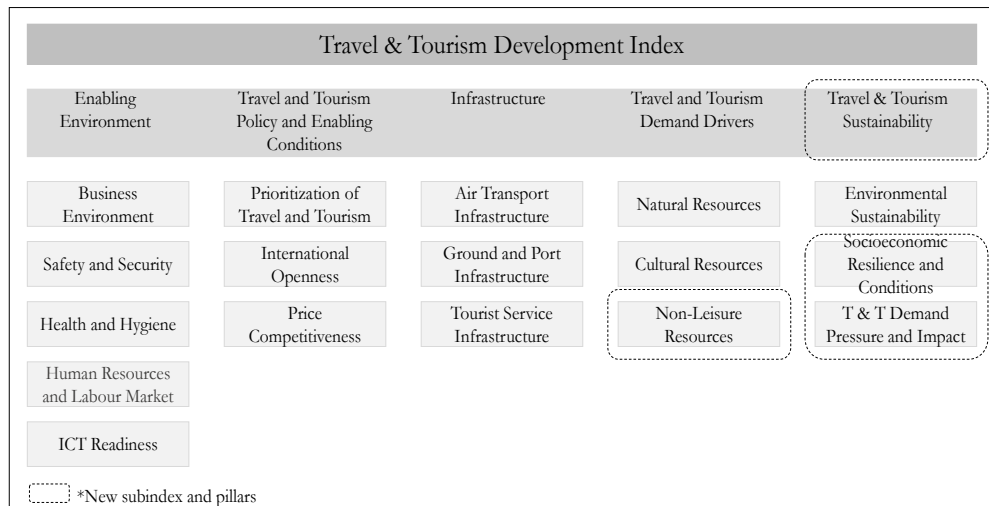 Travel & Tourism Development Index
Enabling
Environment
Travel and Tourism
Policy and Enabling
Conditions
Infrastructure
Travel and Tourism
Demand Drivers
Travel & Tourism
Sustainability
Business
Environment
Prioritization of
Travel and Tourism
Air Transport
Infrastructure
Natural Resources
Environmental
Sustainability
Safety and Security
International
Openness
Ground and Port
Infrastructure
Cultural Resources
Socioeconomic
Resilience and
Conditions
Health and Hygiene
Price
Competitiveness
Tourist Service
Infrastructure
Non-Leisure
Resources
T & T Demand
Pressure and Impact
Human Resources
and Labour Market
ICT Readiness
*New subindex and pillars